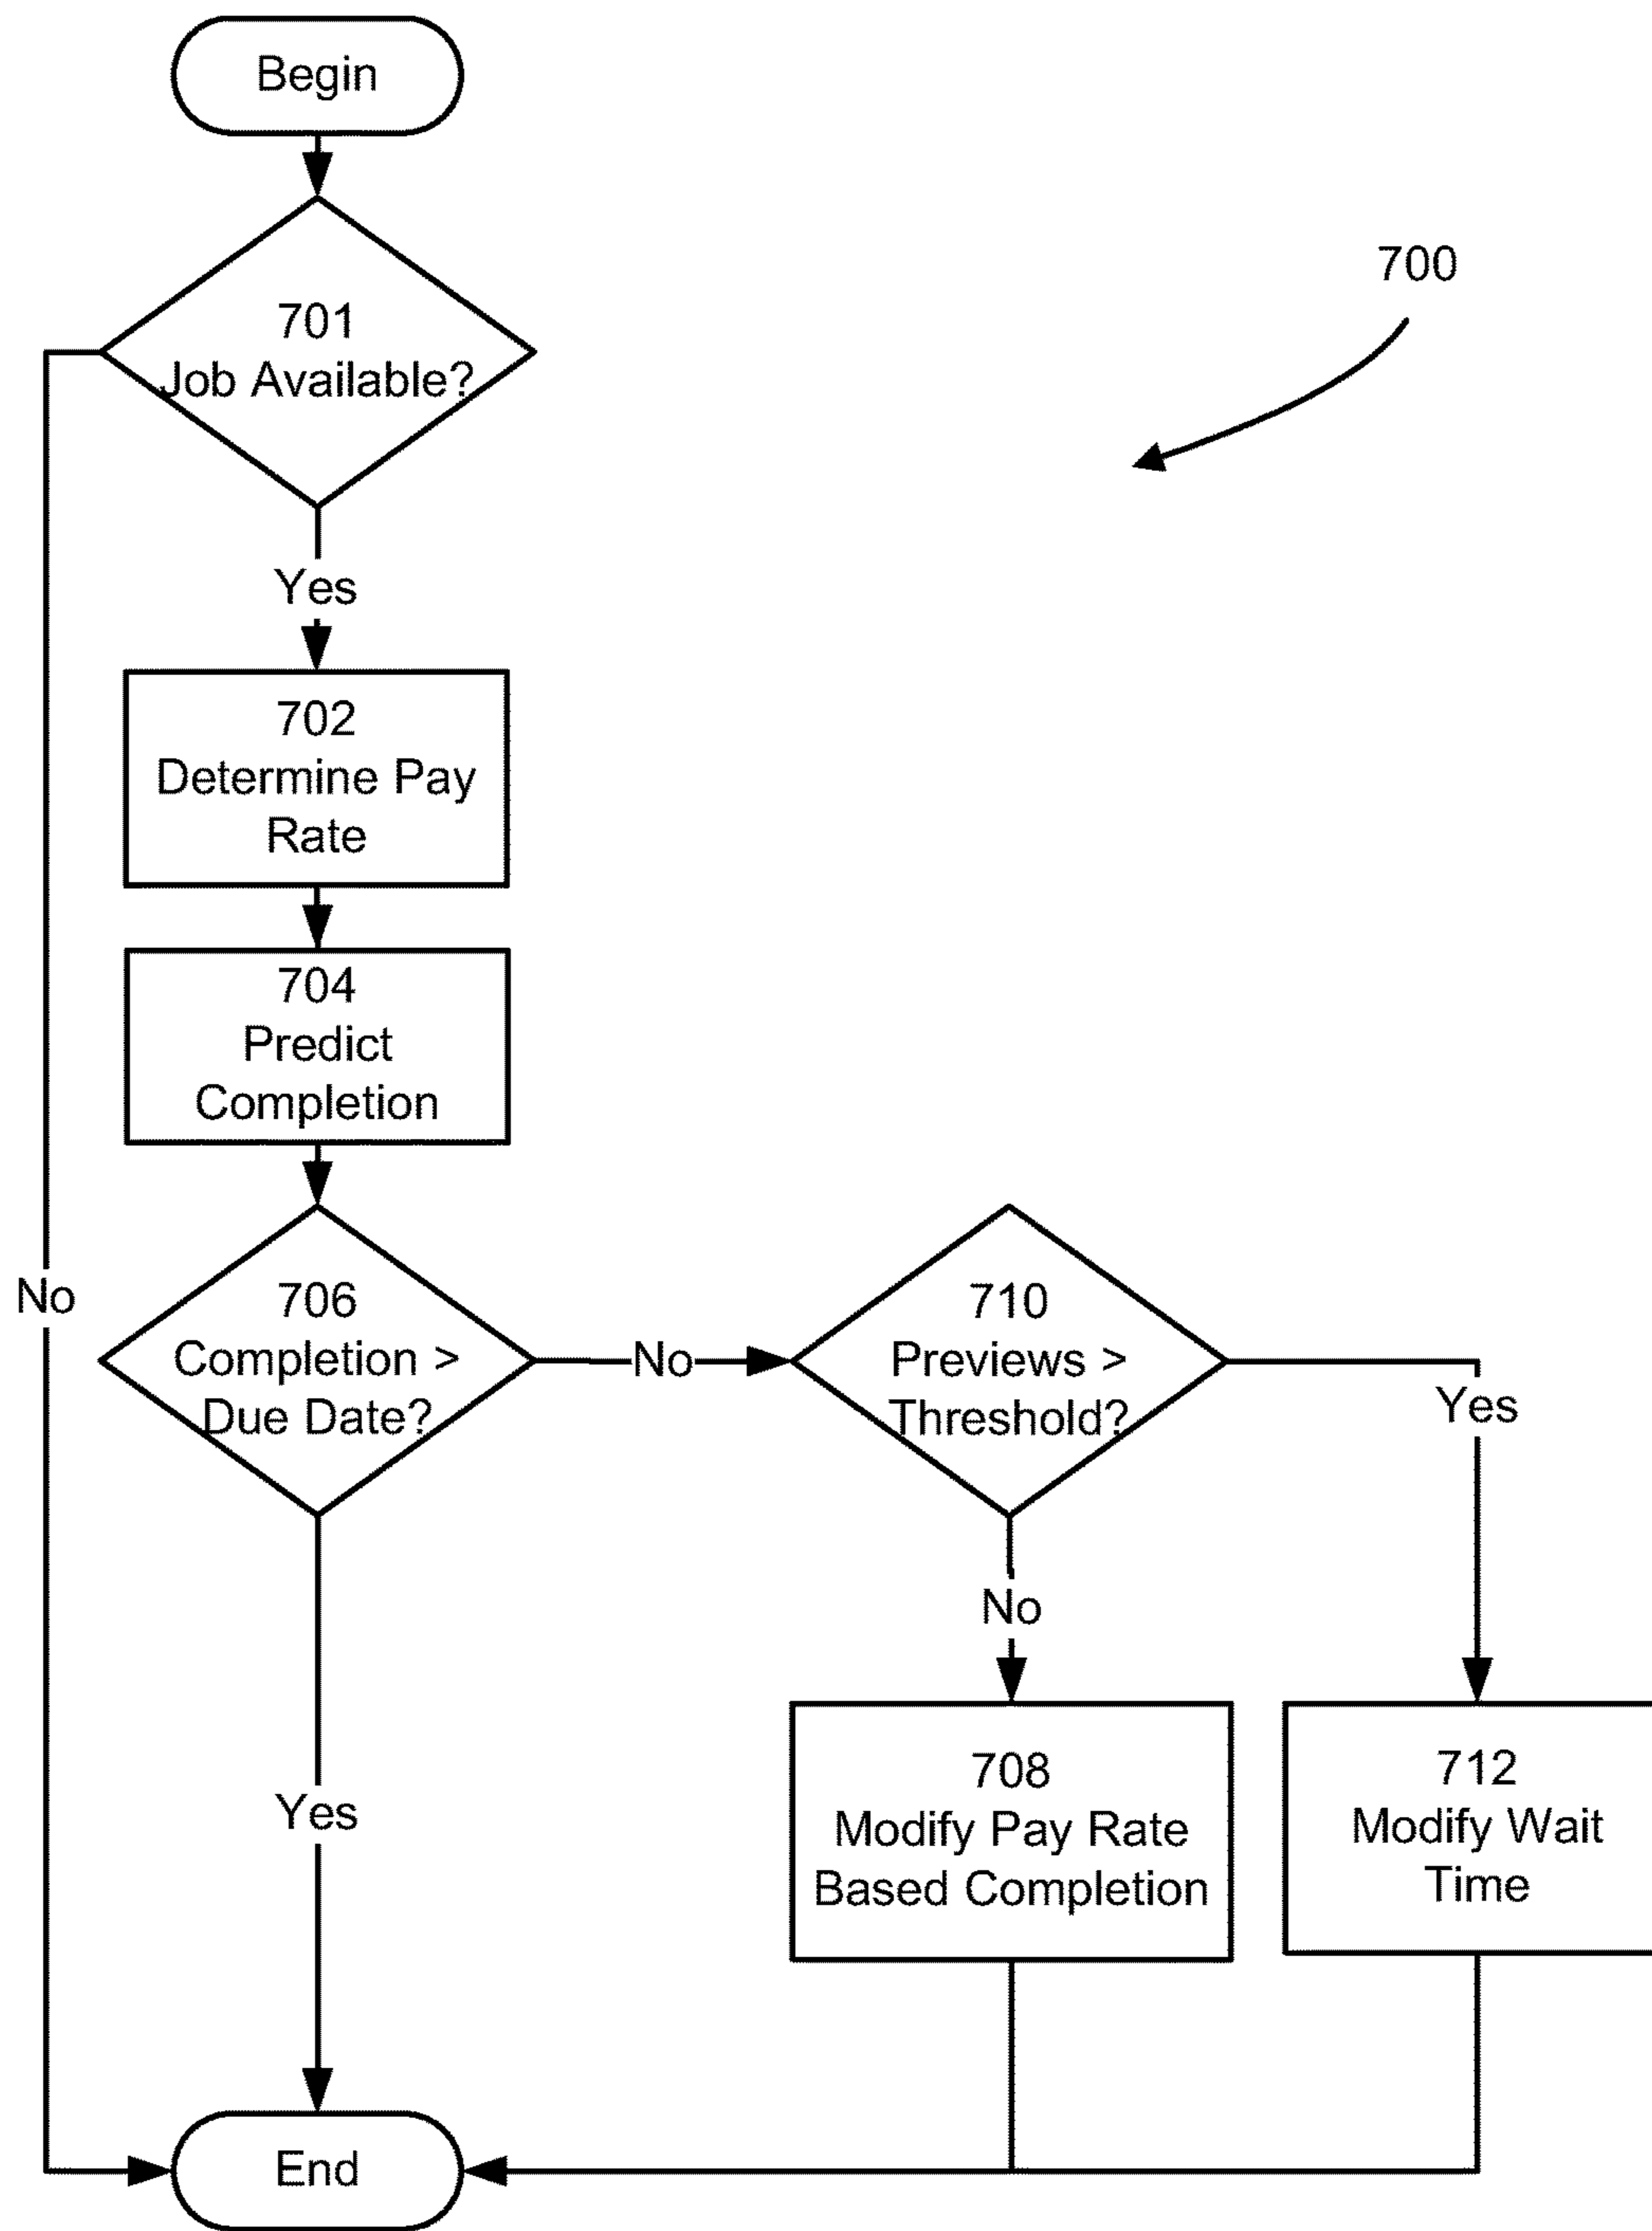 Begin
700
701
Job Available?
Yes
702
Determine Pay
Rate
704
Predict
Completion
No
706
Completion >
Due Date?
No
710
Previews >
Threshold?
Yes
No
708
Modify Pay Rate
Based Completion
712
Modify Wait
Time
Yes
End